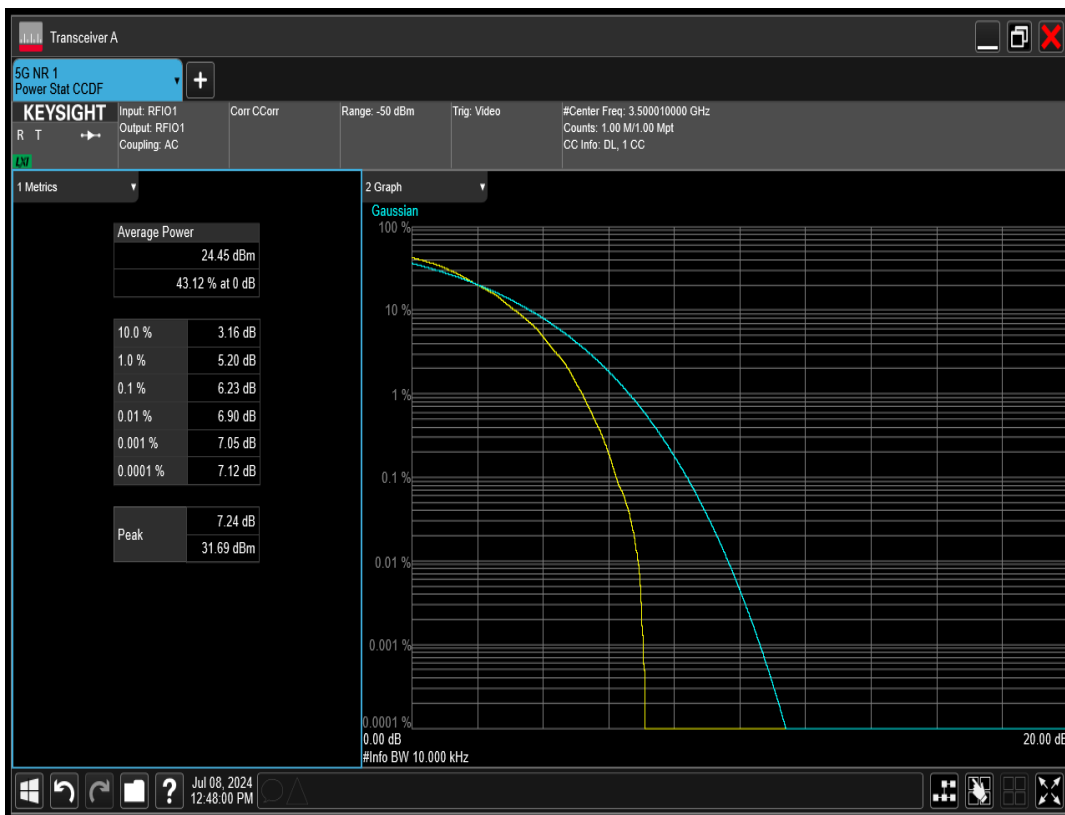 Transceiver A
5G NR 1
Power Stat CCDF
KEYSIGHT
R T
LXI
Input: RFIO1
Output: RFIO1
Coupling: AC
Corr CCorr
Range: -50 dBm
Trig: Video
#Center Freq: 3.500010000 GHz
Counts: 1.00 M/1.00 Mpt
CC Info: DL, 1 CC
1 Metrics
Average Power
24.45 dBm
43.12 % at 0 dB
10.0 % 3.16 dB
1.0 % 5.20 dB
0.1 % 6.23 dB
0.01 % 6.90 dB
0.001 % 7.05 dB
0.0001 % 7.12 dB
Peak
7.24 dB
31.69 dBm
2 Graph
Gaussian
100 %
10 %
1 %
0.1 %
0.01 %
0.001 %
0.0001 %
0.00 dB
20.00 dB
#Info BW 10.000 kHz
?
Jul 08, 2024
12:48:00 PM